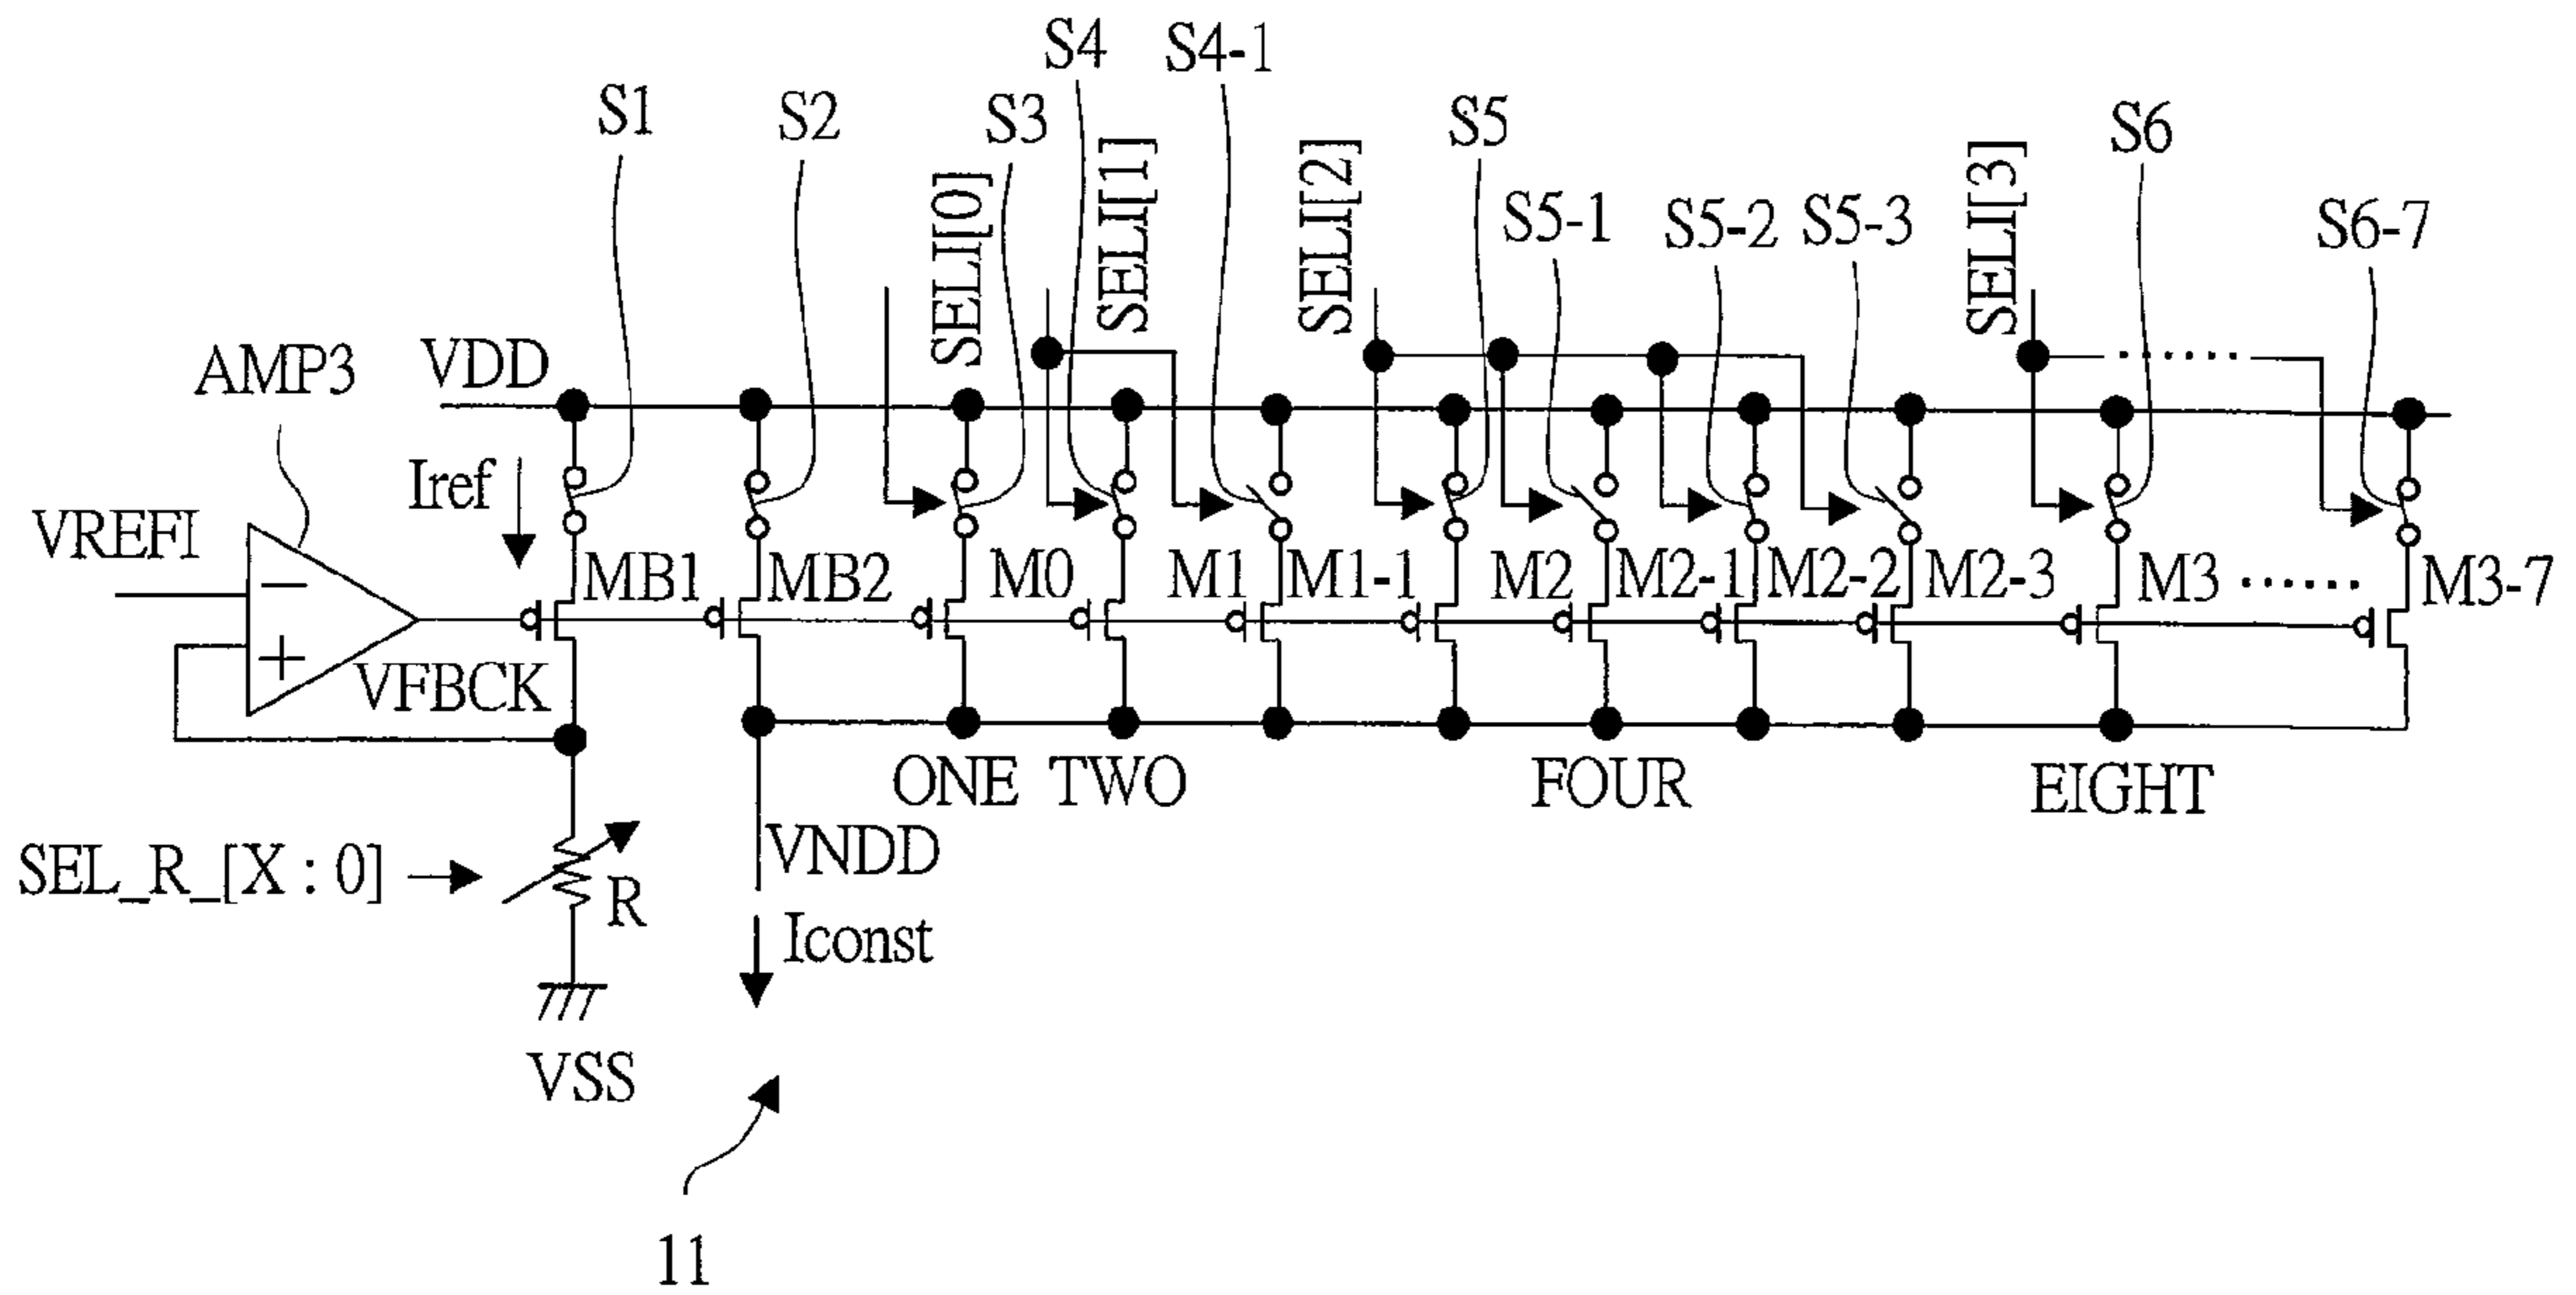 S4
S4-1
S1
S2
S3
SELI[0]
SELI[1]
SELI[2]
S5
S5-1
S5-2
S5-3
SELI[3]
S6
S6-7
AMP3
VDD
Iref
VREFI
−
+
MB1
MB2
M0
M1
M1-1
M2
M2-1
M2-2
M2-3
M3
......
M3-7
VFBCK
ONE
TWO
FOUR
EIGHT
VNDD
SEL_R_[X : 0]
R
Iconst
VSS
11